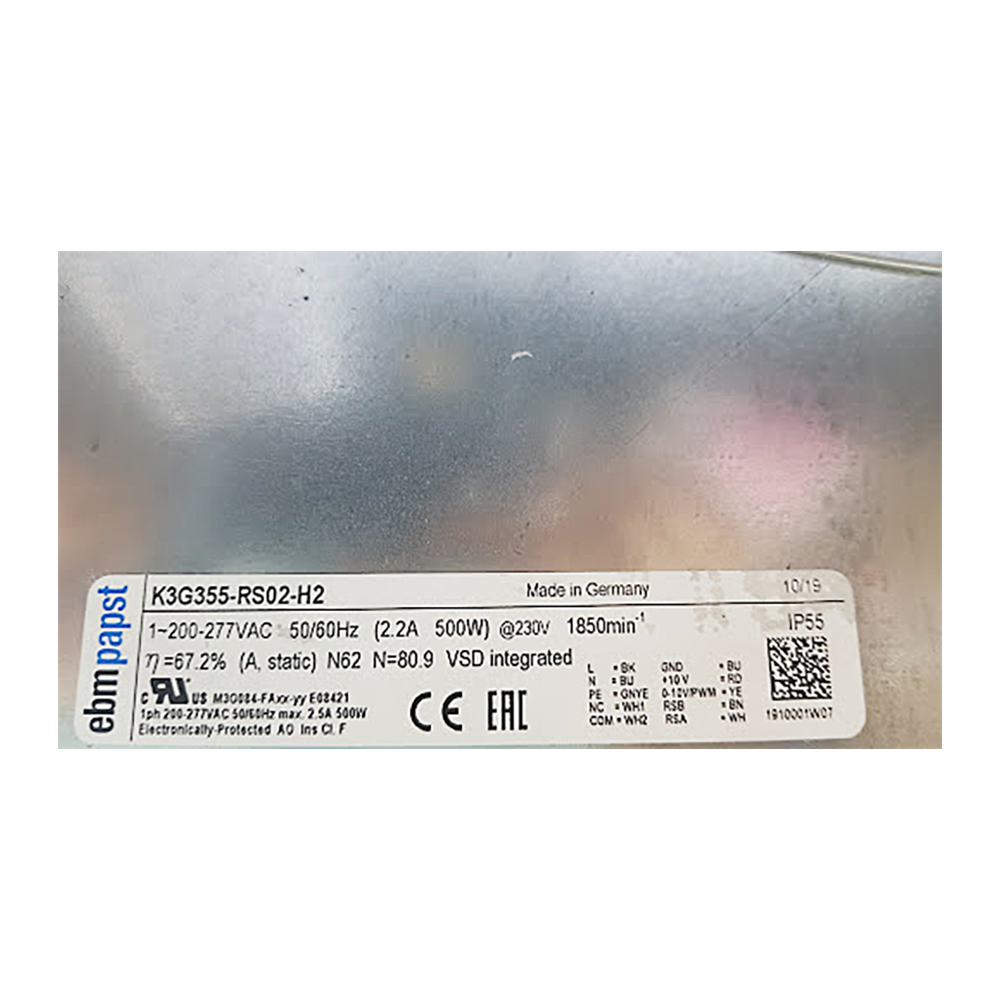 ebmpapst
K3G355-RS02-H2 Made in Germany 10/19
1~200-277VAC 50/60Hz (2.2A 500W) @230V 1850min-1 IP55
η=67.2% (A, static) N62 N=80.9 VSD integrated
C RU US M3G084-FAxx-yy E08421
1ph 200-277VAC 50/60Hz max. 2.5A 500W
Electronically-Protected AO Ins Cl. F
CE EAC
L = BK GND = BU
N = BU +10V = RD
PE = GNYE 0-10V/PWM = YE
NC = WH1 RSB = BN
COM = WH2 RSA = WH
1910001W07